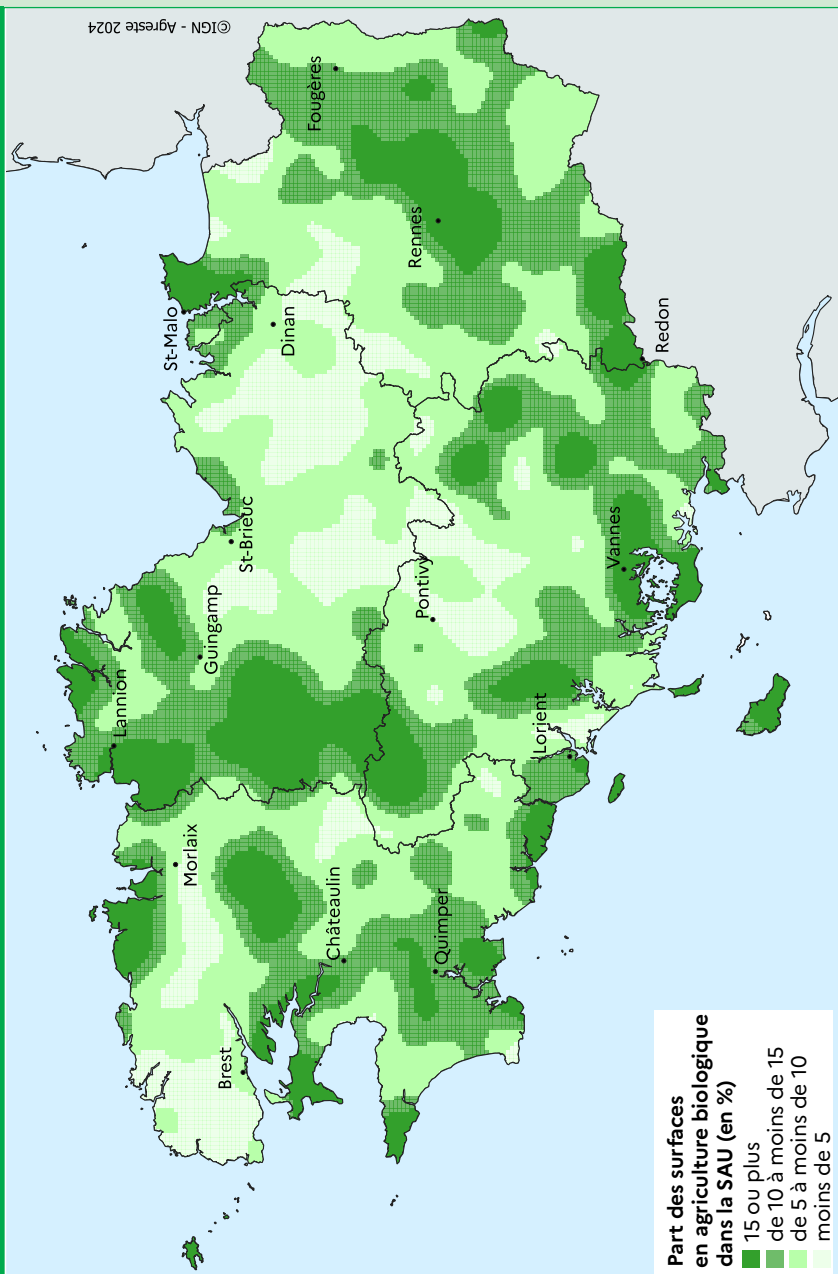 ©IGN - Agreste 2024
St-Malo
Fougères
Lannion
Morlaix
Guingamp
St-Brieuc
Dinan
Brest
Châteaulin
Rennes
Pontivy
Quimper
Lorient
Vannes
Redon
Part des surfaces
en agriculture biologique
dans la SAU (en %)
15 ou plus
de 10 à moins de 15
de 5 à moins de 10
moins de 5